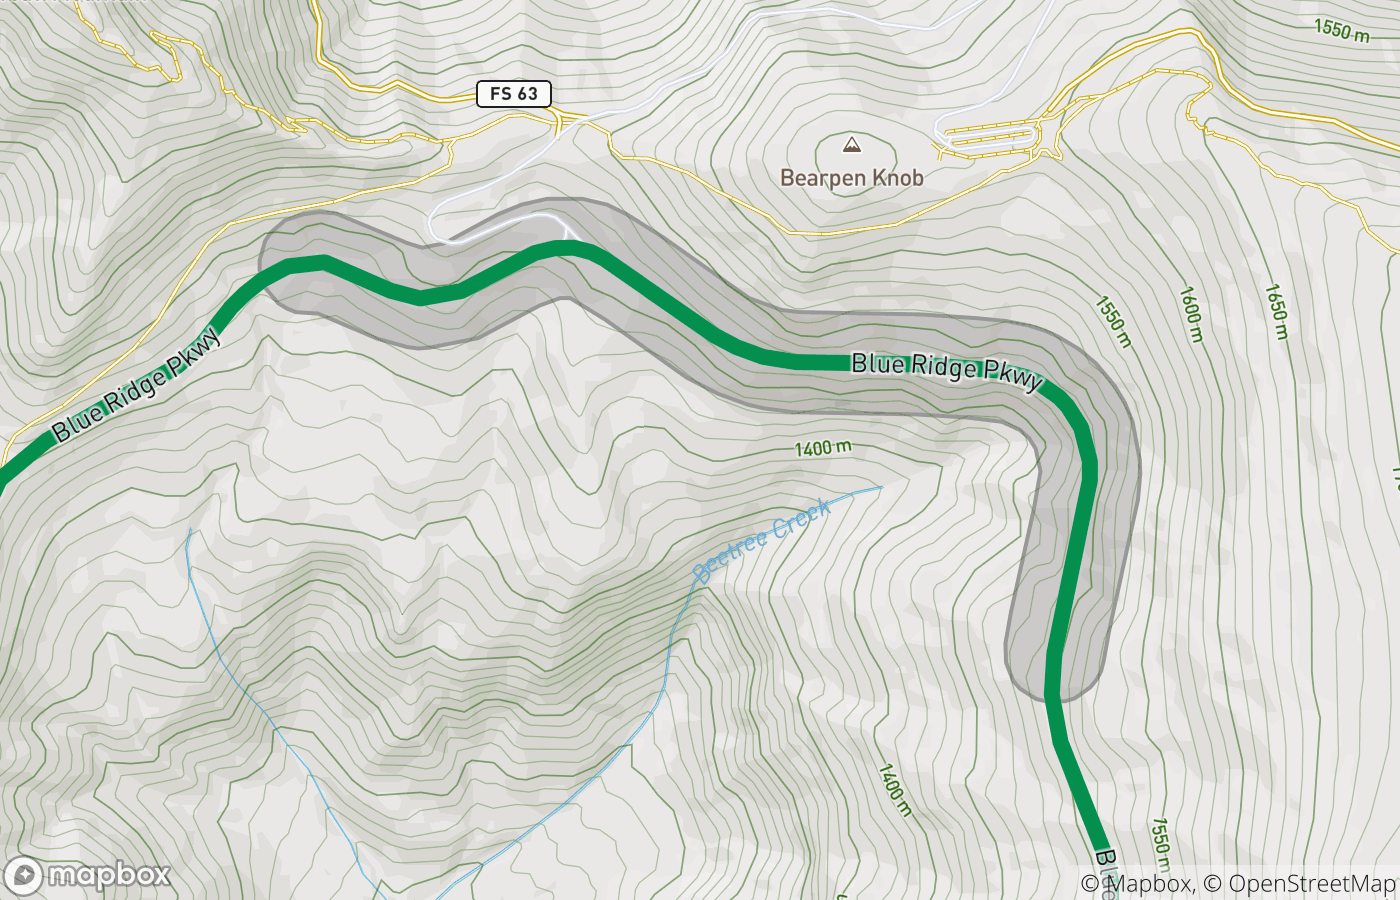 1550 m
FS 63
Bearpen Knob
1550 m
1600 m
1650 m
Blue Ridge Pkwy
Blue Ridge Pkwy
1400 m
Beetree Creek
1400 m
1550 m
mapbox
© Mapbox, © OpenStreetMap